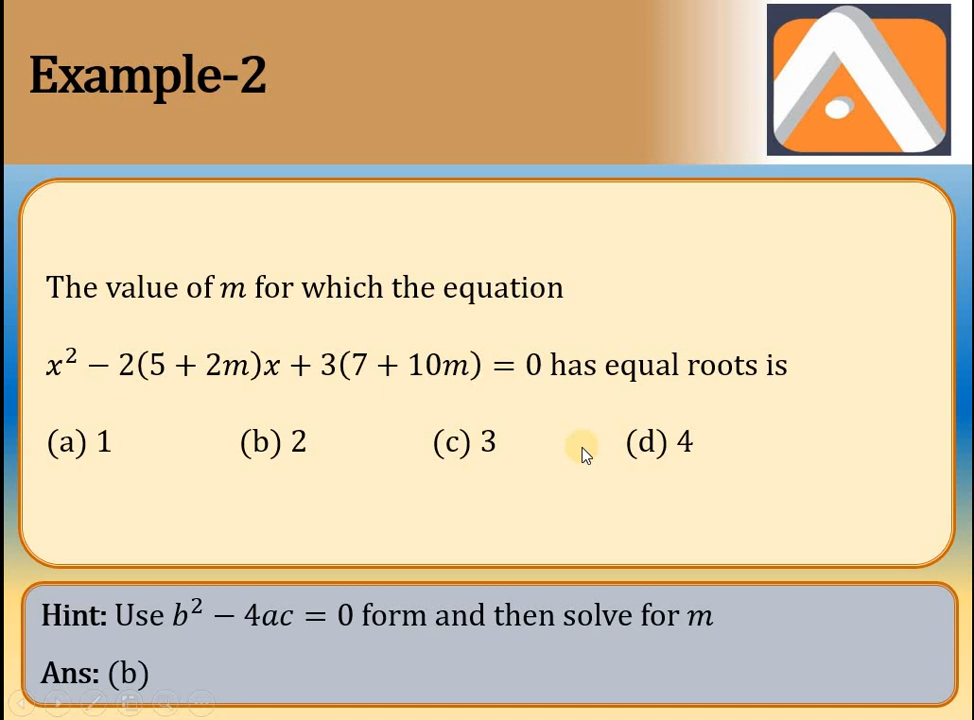 Example-2
The value of m for which the equation
x² − 2(5 + 2m)x + 3(7 + 10m) = 0 has equal roots is
(a) 1 (b) 2 (c) 3 (d) 4
Hint: Use b² − 4ac = 0 form and then solve for m
Ans: (b)